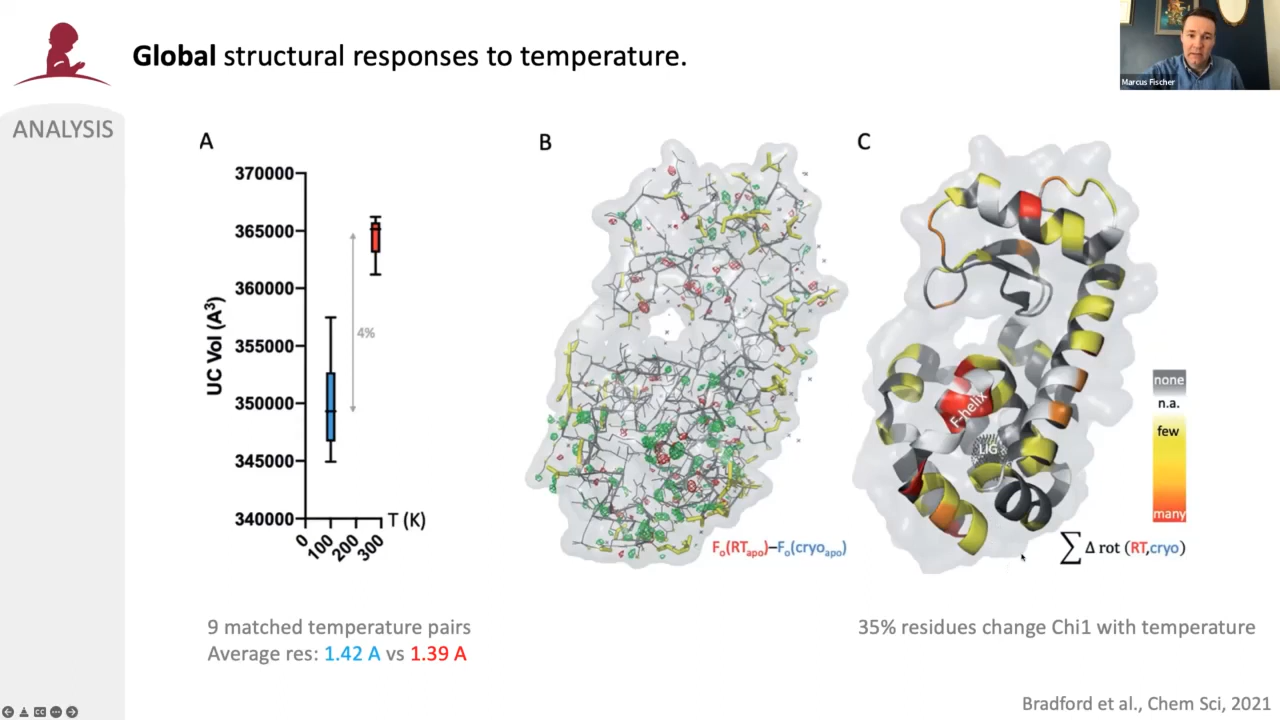 Global structural responses to temperature.
Marcus Fischer
ANALYSIS
A
UC Vol (A³)
370000
365000
360000
355000
350000
345000
340000
4%
0
100
200
300
T (K)
9 matched temperature pairs
Average res: 1.42 A vs 1.39 A
B
Fo(RTapo)–Fo(cryoapo)
C
F-helix
LIG
none
n.a.
few
many
∑ Δ rot (RT,cryo)
35% residues change Chi1 with temperature
Bradford et al., Chem Sci, 2021
CC